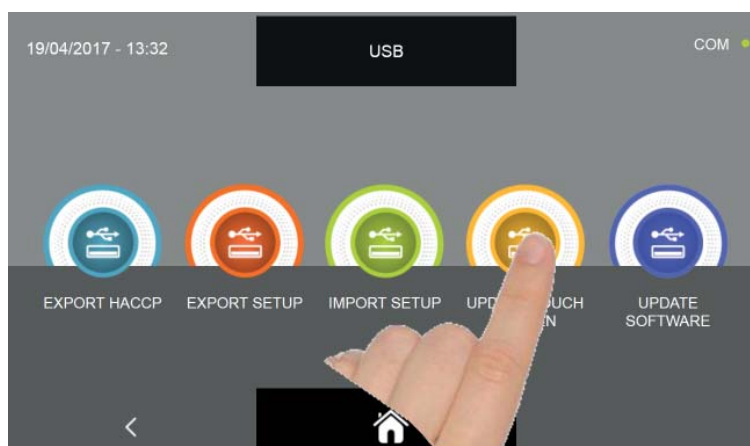 19/04/2017 - 13:32
USB
COM
EXPORT HACCP
EXPORT SETUP
IMPORT SETUP
UPDATE
SOFTWARE